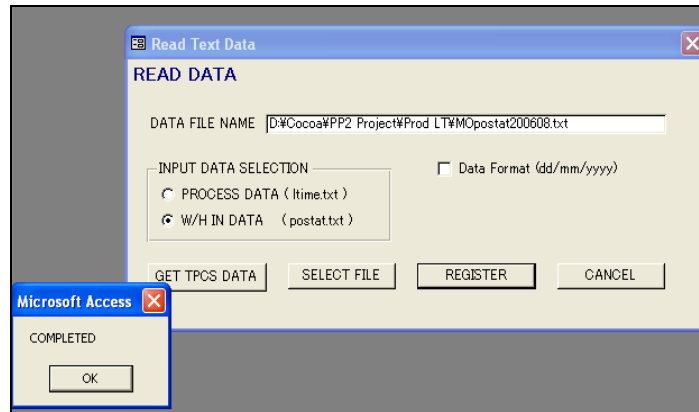 Read Text Data
READ DATA
DATA FILE NAME D:¥Cocoa¥PP2 Project¥Prod LT¥MOpostat200608.txt
INPUT DATA SELECTION
PROCESS DATA ( ltime.txt )
W/H IN DATA ( postat.txt )
Data Format (dd/mm/yyyy)
GET TPCS DATA SELECT FILE REGISTER CANCEL
Microsoft Access
COMPLETED
OK